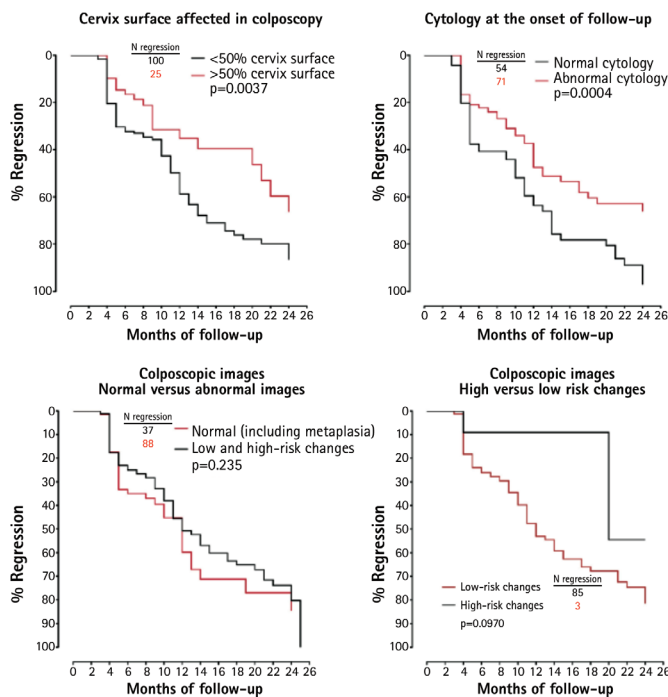 Cervix surface affected in colposcopy
N regression
100
25
<50% cervix surface
>50% cervix surface
p=0.0037
0
20
40
60
80
100
% Regression
0 2 4 6 8 10 12 14 16 18 20 22 24 26
Months of follow-up
Cytology at the onset of follow-up
N regression
54
71
Normal cytology
Abnormal cytology
p=0.0004
0
20
40
60
80
100
% Regression
0 2 4 6 8 10 12 14 16 18 20 22 24 26
Months of follow-up
Colposcopic images
Normal versus abnormal images
N regression
37
88
Normal (including metaplasia)
Low and high-risk changes
p=0.235
0
10
20
30
40
50
60
70
80
90
100
% Regression
0 2 4 6 8 10 12 14 16 18 20 22 24 26
Months of follow-up
Colposcopic images
High versus low risk changes
0
10
20
30
40
50
60
70
80
90
100
% Regression
Low-risk changes
High-risk changes
p=0.0970
N regression
85
3
0 2 4 6 8 10 12 14 16 18 20 22 24 26
Months of follow-up